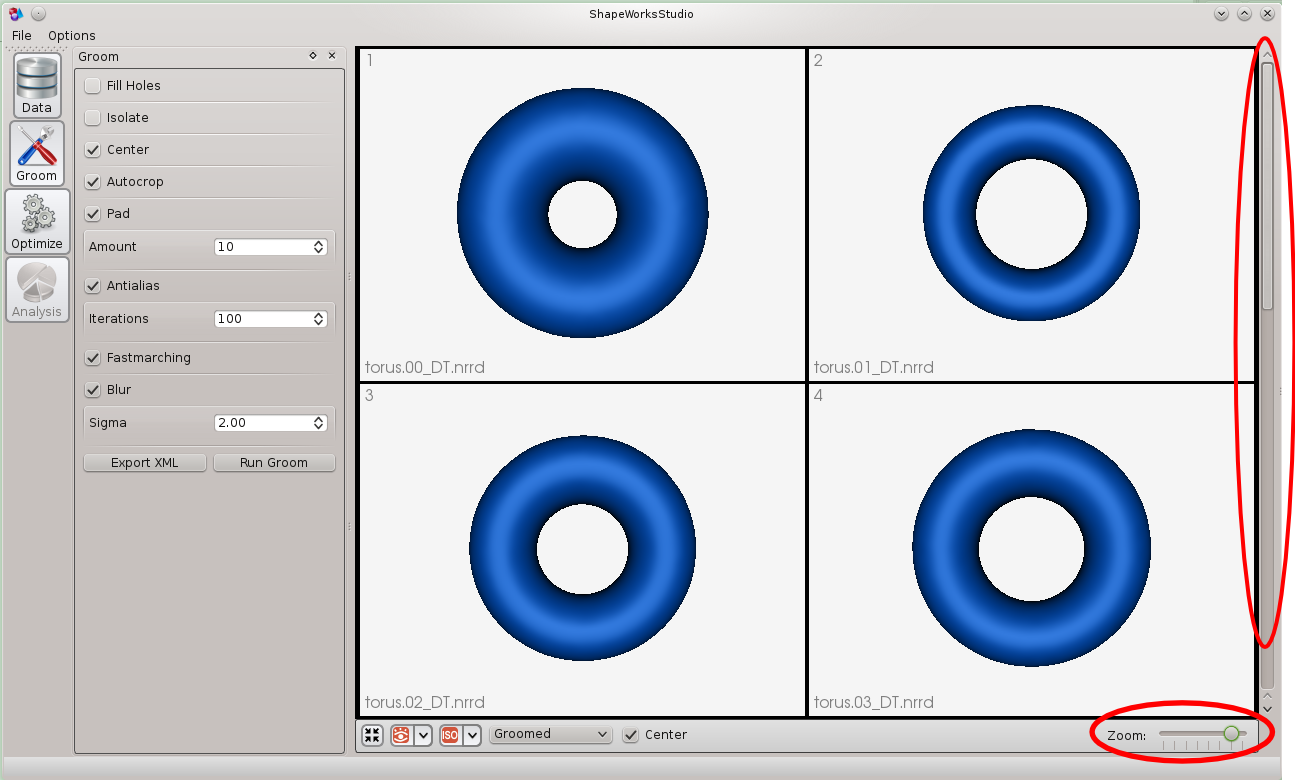 ShapeWorksStudio
File Options
Groom
Data
Groom
Optimize
Analysis
Fill Holes
Isolate
Center
Autocrop
Pad
Amount 10
Antialias
Iterations 100
Fastmarching
Blur
Sigma 2.00
Export XML Run Groom
1
torus.00_DT.nrrd
2
torus.01_DT.nrrd
3
torus.02_DT.nrrd
4
torus.03_DT.nrrd
ISO Groomed Center Zoom: